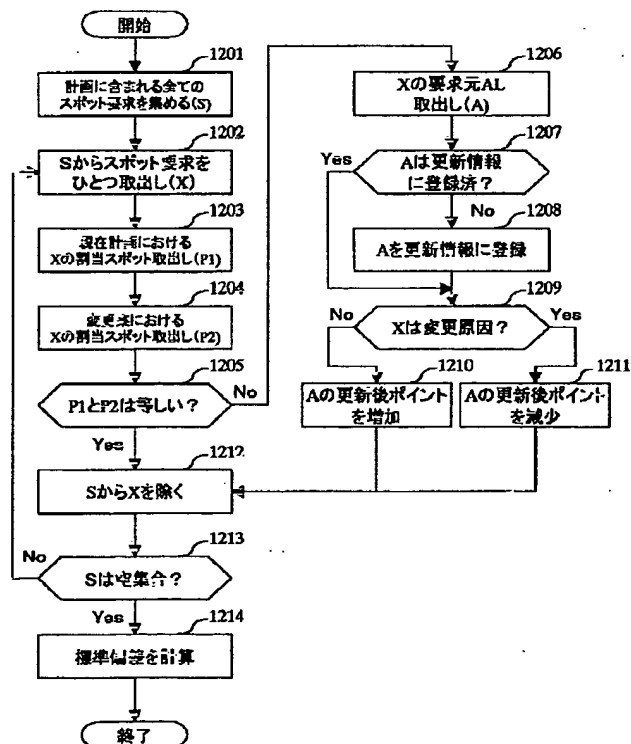 開始
1201
計画に含まれる全ての
スポット要求を集める(S)
1202
Sからスポット要求を
ひとつ取出し(X)
1203
現在計画における
Xの割当スポット取出し(P1)
1204
変更案における
Xの割当スポット取出し(P2)
1205
P1とP2は等しい？
No
Yes
1212
SからXを除く
1213
No
Sは空集合？
Yes
1214
標準偏差を計算
終了
1206
Xの要求元AL
取出し(A)
1207
Yes
Aは更新情報
に登録済？
No
1208
Aを更新情報に登録
1209
No
Xは変更原因？
Yes
1210
Aの更新後ポイント
を増加
1211
Aの更新後ポイント
を減少